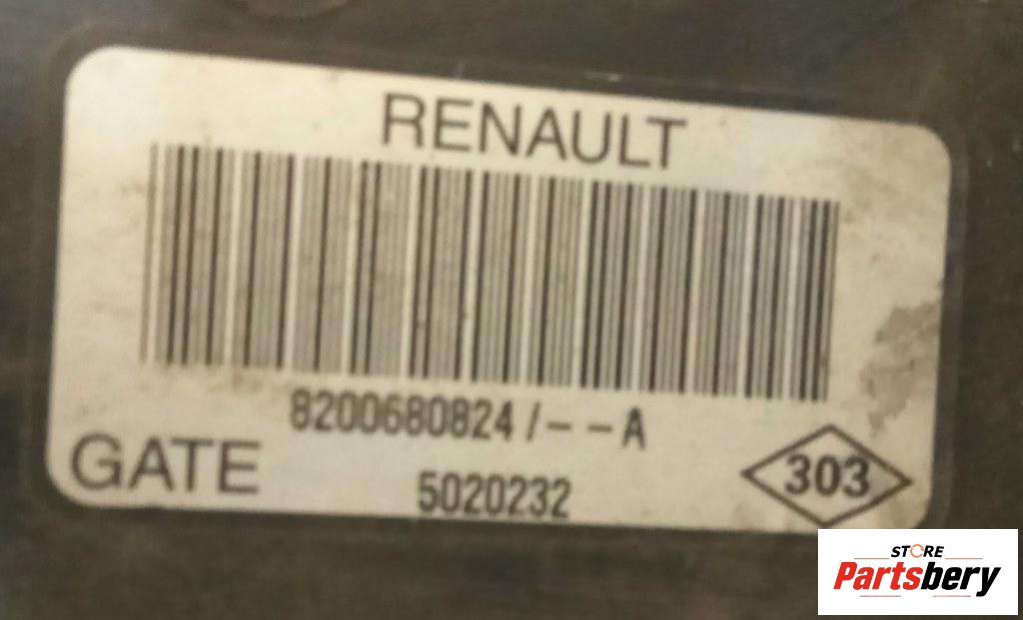 RENAULT
8200680824/--A
GATE
5020232
303
STORE
Partsbery